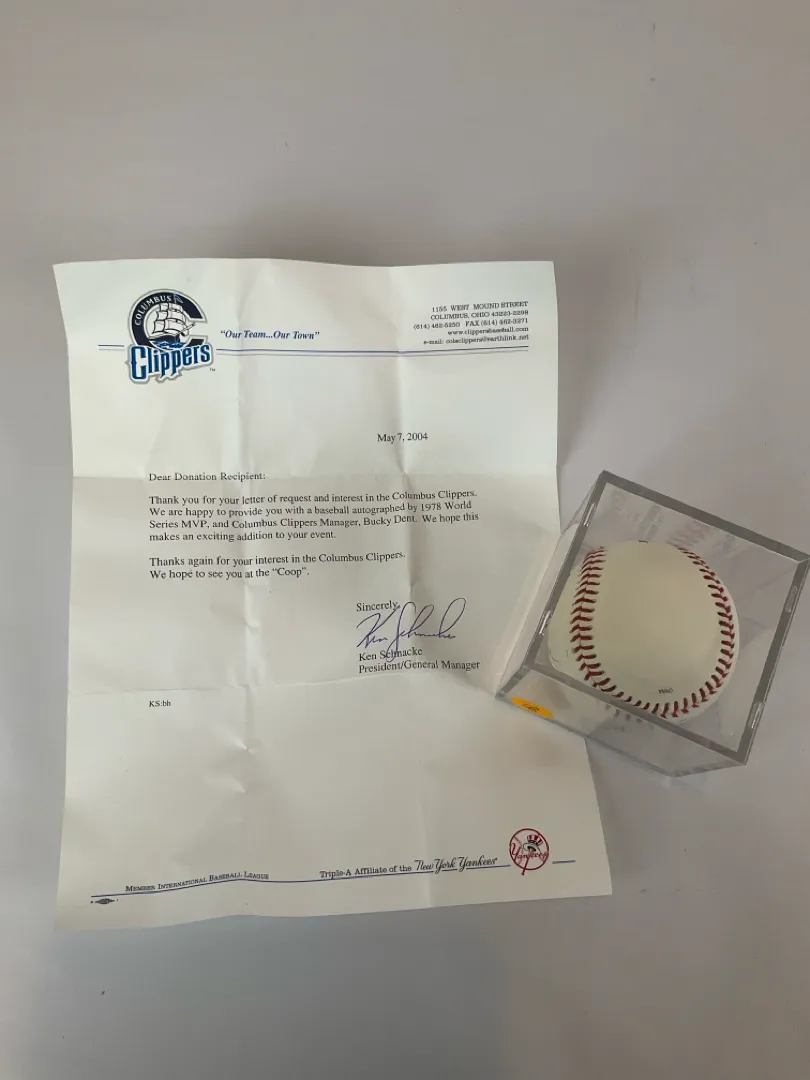 COLUMBUS
Clippers
™
"Our Team...Our Town"
1155 WEST MOUND STREET
COLUMBUS, OHIO 43223-2299
(614) 462-5250 FAX (614) 462-3271
www.clippersbaseball.com
e-mail: colsclippers@earthlink.net
May 7, 2004
Dear Donation Recipient:
Thank you for your letter of request and interest in the Columbus Clippers.
We are happy to provide you with a baseball autographed by 1978 World
Series MVP, and Columbus Clippers Manager, Bucky Dent. We hope this
makes an exciting addition to your event.
Thanks again for your interest in the Columbus Clippers.
We hope to see you at the "Coop".
Sincerely,
Ken Schnacke
Ken Schnacke
President/General Manager
KS:bh
MEMBER INTERNATIONAL BASEBALL LEAGUE
Triple-A Affiliate of the New York Yankees
Yankees